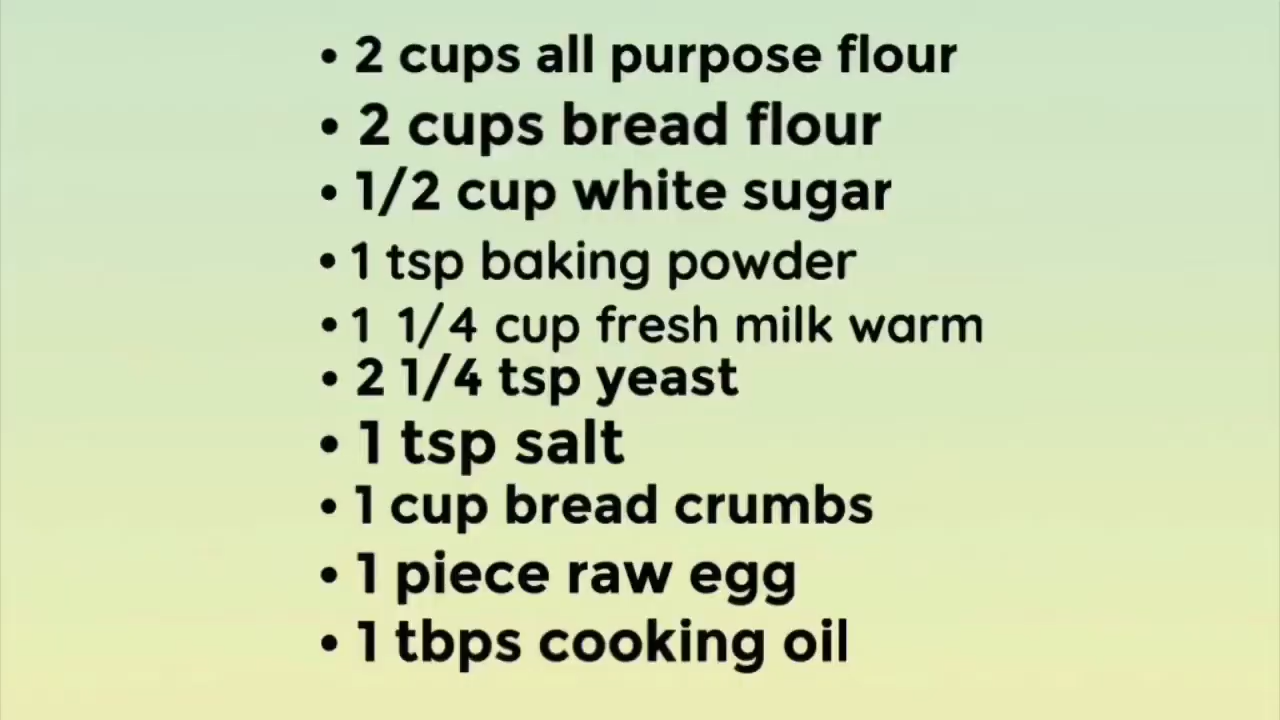 • 2 cups all purpose flour
• 2 cups bread flour
• 1/2 cup white sugar
• 1 tsp baking powder
• 1 1/4 cup fresh milk warm
• 2 1/4 tsp yeast
• 1 tsp salt
• 1 cup bread crumbs
• 1 piece raw egg
• 1 tbps cooking oil